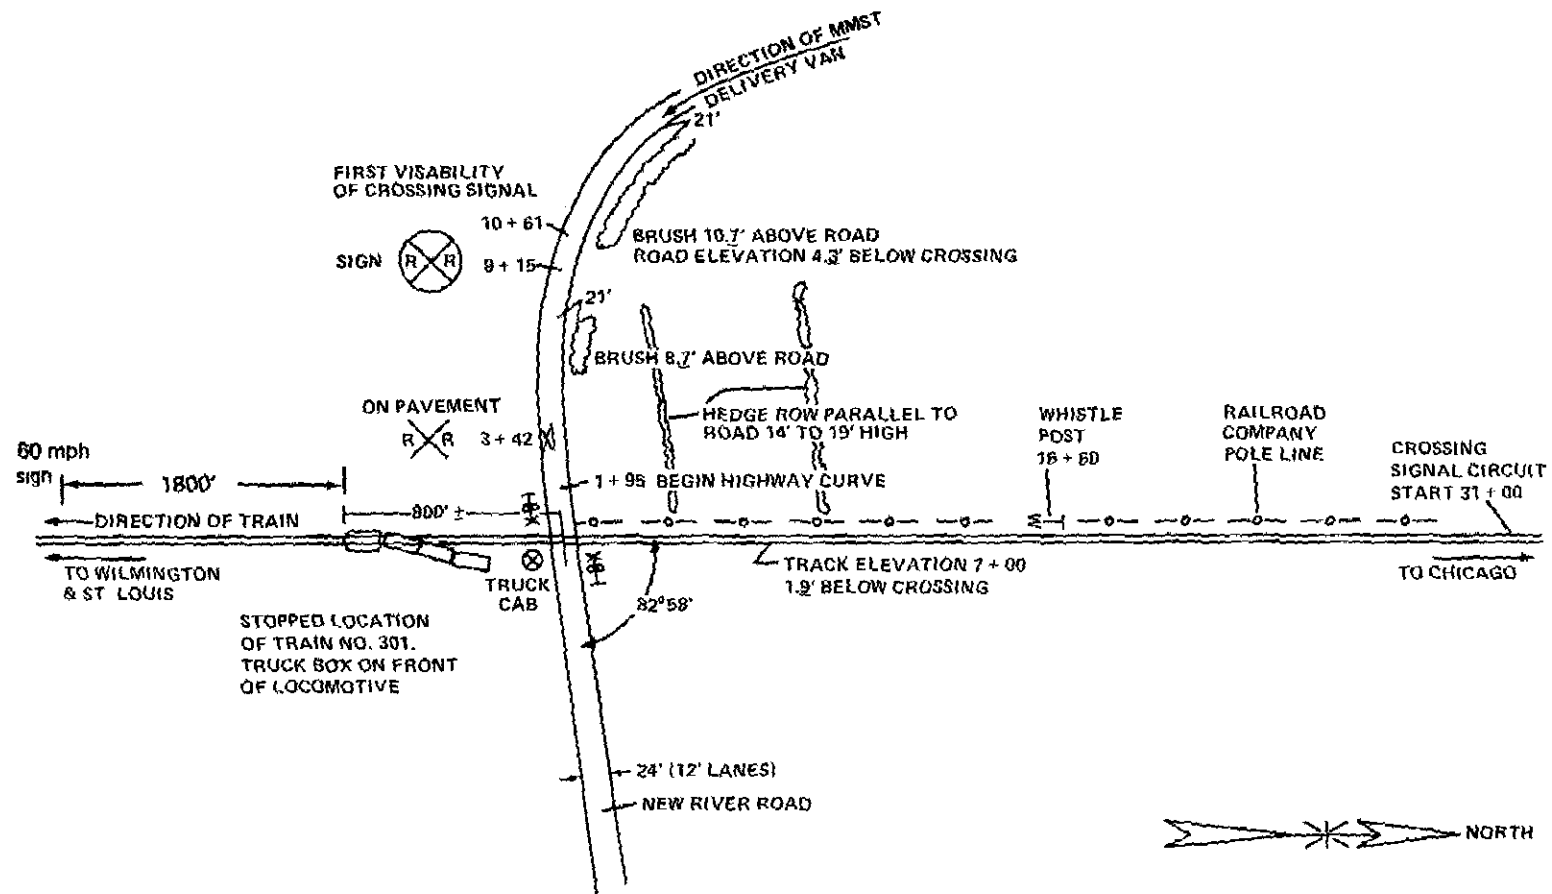 DIRECTION OF MMST
DELIVERY VAN
21'
FIRST VISABILITY
OF CROSSING SIGNAL
10 + 61
BRUSH 10.7' ABOVE ROAD
ROAD ELEVATION 4.3' BELOW CROSSING
SIGN
R R
9 + 15
21'
BRUSH 8.7' ABOVE ROAD
ON PAVEMENT
R R
3 + 42
HEDGE ROW PARALLEL TO
ROAD 14' TO 19' HIGH
WHISTLE
POST
16 + 60
RAILROAD
COMPANY
POLE LINE
CROSSING
SIGNAL CIRCUIT
START 31 + 00
60 mph
sign
1800'
1 + 95 BEGIN HIGHWAY CURVE
800' ±
DIRECTION OF TRAIN
W
TO WILMINGTON
& ST. LOUIS
TRUCK
CAB
TRACK ELEVATION 7 + 00
1.9' BELOW CROSSING
TO CHICAGO
82°58'
STOPPED LOCATION
OF TRAIN NO. 301.
TRUCK BOX ON FRONT
OF LOCOMOTIVE
24' (12' LANES)
NEW RIVER ROAD
NORTH